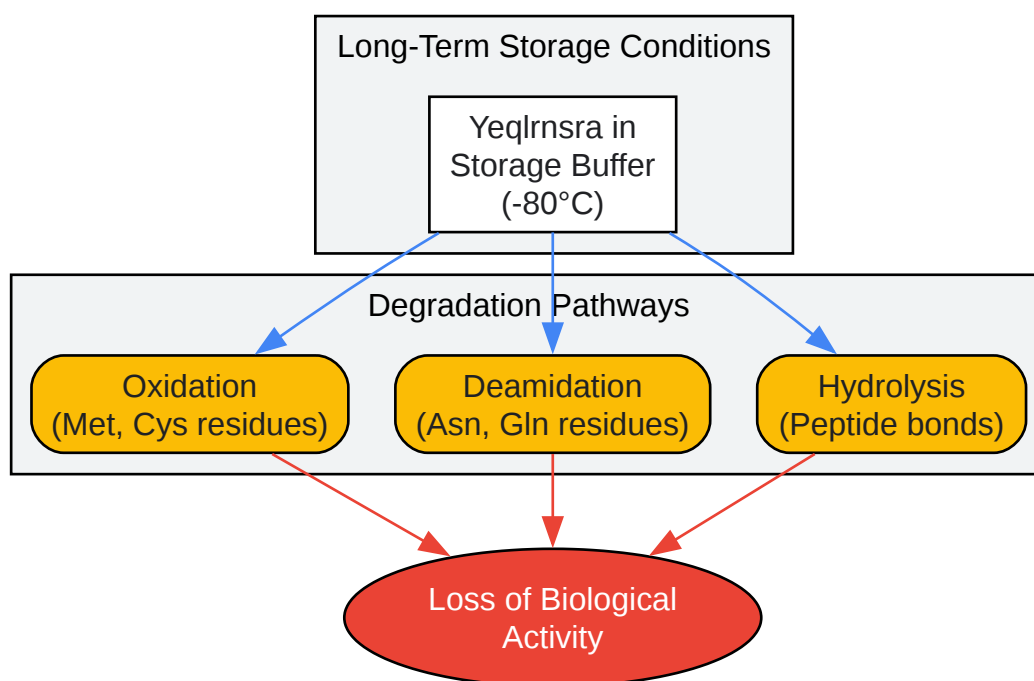 Long-Term Storage Conditions
Yeqlrnsra in
Storage Buffer
(-80°C)
Degradation Pathways
Oxidation
(Met, Cys residues)
Deamidation
(Asn, Gln residues)
Hydrolysis
(Peptide bonds)
Loss of Biological
Activity